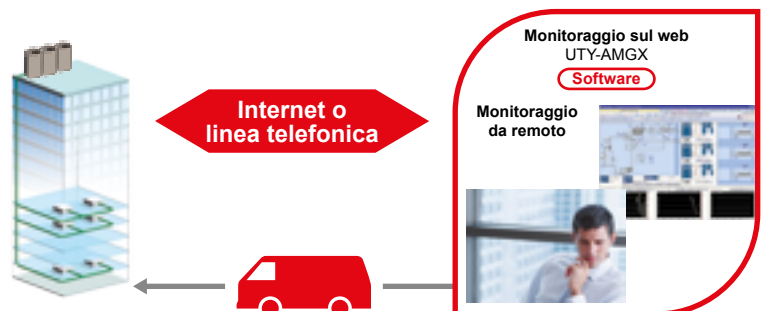 Monitoraggio sul web
UTY-AMGX
Software
Internet o
linea telefonica
Monitoraggio
da remoto